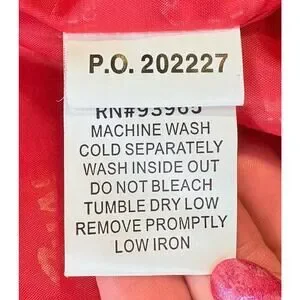 P.O. 202227
RN#93965
MACHINE WASH
COLD SEPARATELY
WASH INSIDE OUT
DO NOT BLEACH
TUMBLE DRY LOW
REMOVE PROMPTLY
LOW IRON